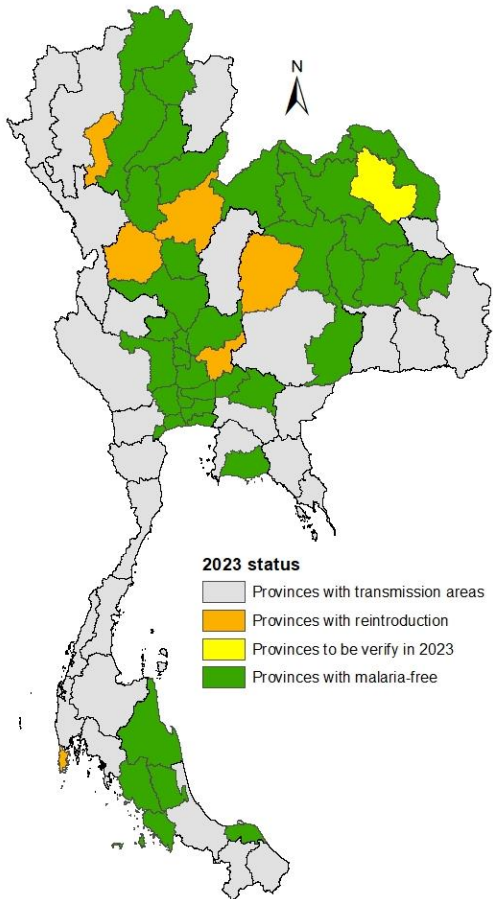 N
2023 status
Provinces with transmission areas
Provinces with reintroduction
Provinces to be verify in 2023
Provinces with malaria-free